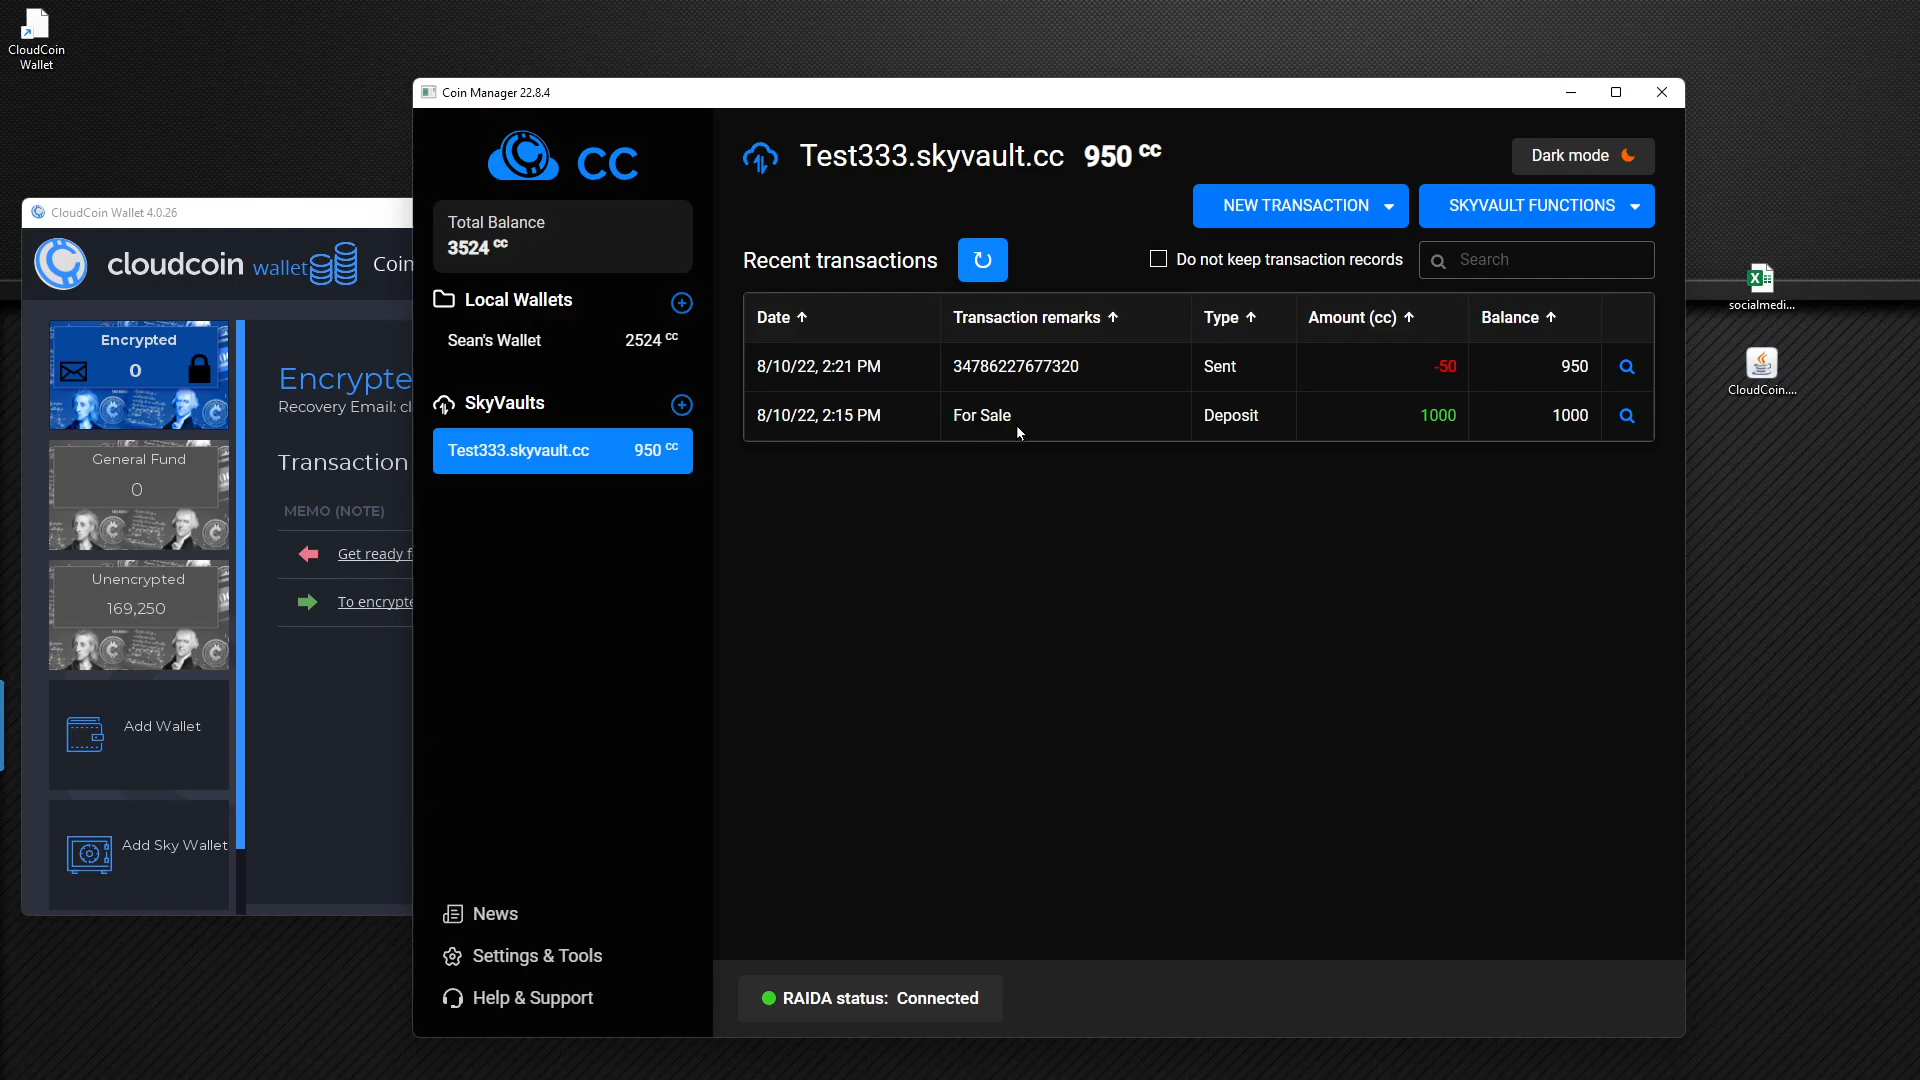 CloudCoin
Wallet
Coin Manager 22.8.4
CC
Total Balance
3524 cc
Local Wallets
Sean's Wallet 2524 cc
SkyVaults
Test333.skyvault.cc 950 cc
News
Settings & Tools
Help & Support
Test333.skyvault.cc 950 cc
Dark mode
NEW TRANSACTION
SKYVAULT FUNCTIONS
Recent transactions
Do not keep transaction records
Search
Date Transaction remarks Type Amount (cc) Balance
8/10/22, 2:21 PM 34786227677320 Sent -50 950
8/10/22, 2:15 PM For Sale Deposit 1000 1000
RAIDA status: Connected
CloudCoin Wallet 4.0.26
cloudcoin wallet
Coin
Encrypted
0
General Fund
0
Unencrypted
169,250
Add Wallet
Add Sky Wallet
Encrypte
Recovery Email: cl
Transaction
MEMO (NOTE)
Get ready f
To encrypte
socialmedi...
CloudCoin....